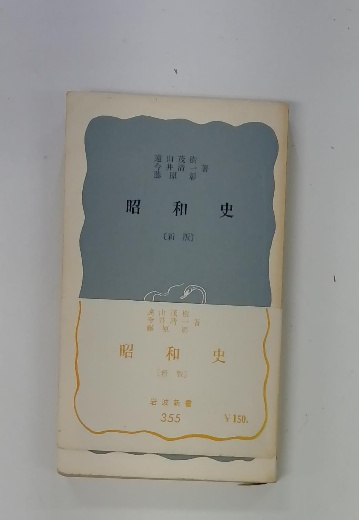 遠山茂樹
今井清一著
藤原彰
昭和史
〔新版〕
遠山茂樹
今井清一著
藤原彰
昭和史
〔新版〕
岩波新書
355
¥150.